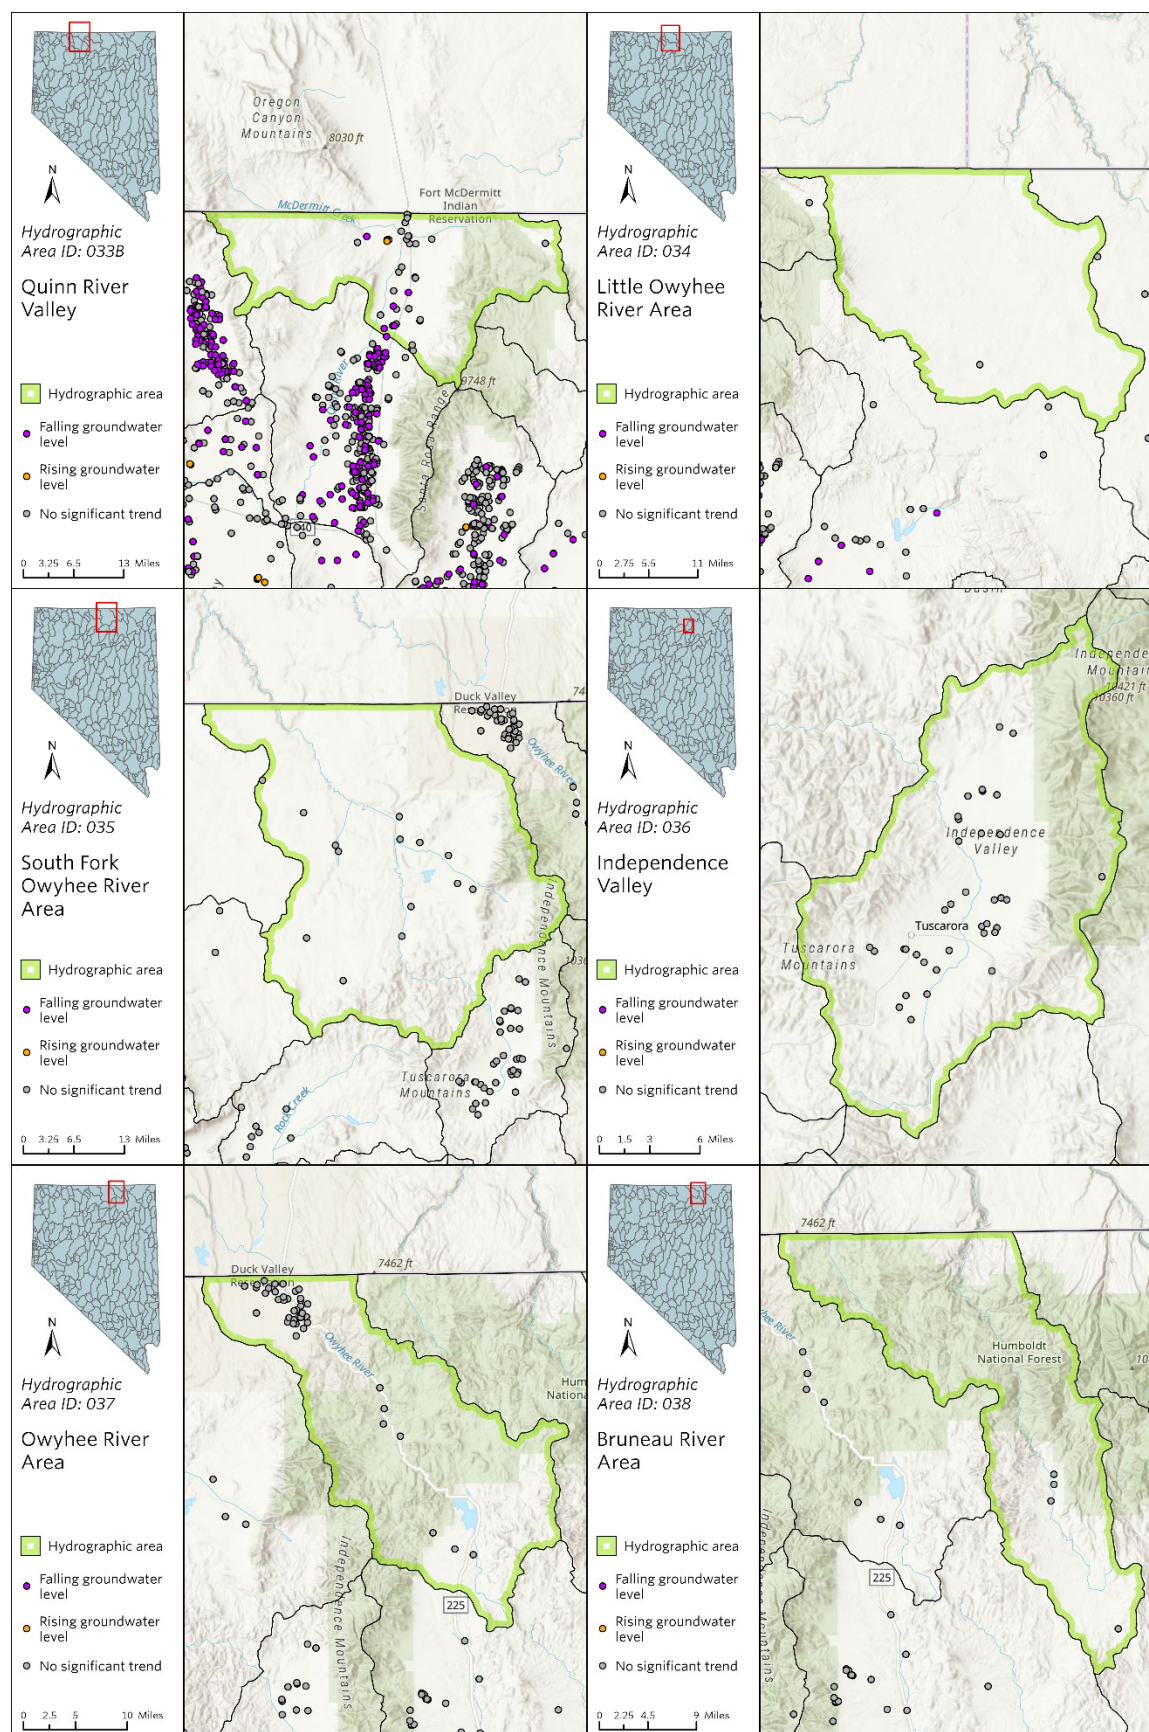 N
Hydrographic
Area ID: 033B
Quinn River
Valley
Hydrographic area
Falling groundwater
level
Rising groundwater
level
No significant trend
0 3.25 6.5 13 Miles
Oregon
Canyon
Mountains
8030 ft
McDermitt Creek
Fort McDermitt
Indian
Reservation
River
9748 ft
Santa Rosa Range
N
Hydrographic
Area ID: 034
Little Owyhee
River Area
Hydrographic area
Falling groundwater
level
Rising groundwater
level
No significant trend
0 2.75 5.5 11 Miles
N
Hydrographic
Area ID: 035
South Fork
Owyhee River
Area
Hydrographic area
Falling groundwater
level
Rising groundwater
level
No significant trend
0 3.25 6.5 13 Miles
Duck Valley
Owyhee River
Independence Mountains
Tuscarora
Mountains
Rock Creek
N
Hydrographic
Area ID: 036
Independence
Valley
Hydrographic area
Falling groundwater
level
Rising groundwater
level
No significant trend
0 1.5 3 6 Miles
10421 ft
10360 ft
Independence
Valley
Tuscarora
Tuscarora
Mountains
N
Hydrographic
Area ID: 037
Owyhee River
Area
Hydrographic area
Falling groundwater
level
Rising groundwater
level
No significant trend
0 2.5 5 10 Miles
Duck Valley
7462 ft
Owyhee River
225
Independence Mountains
N
Hydrographic
Area ID: 038
Bruneau River
Area
Hydrographic area
Falling groundwater
level
Rising groundwater
level
No significant trend
0 2.25 4.5 9 Miles
7462 ft
Humboldt
National Forest
225
Independence Mountains